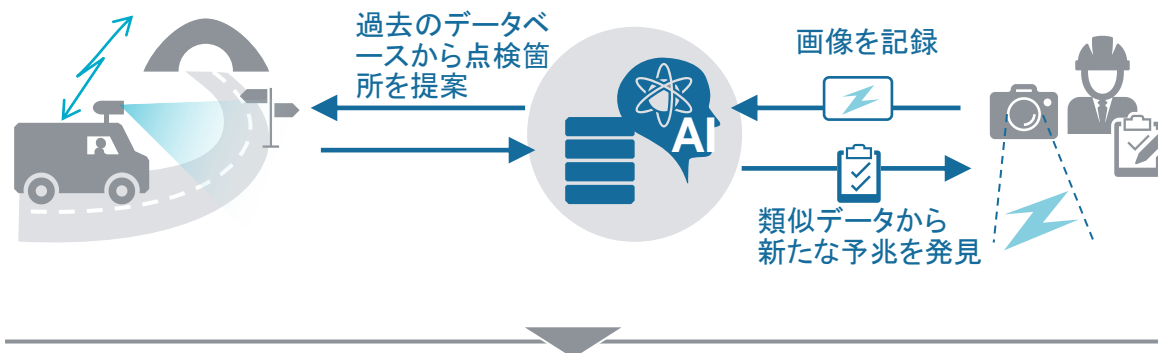 過去のデータベ
ースから点検箇
所を提案
画像を記録
AI
類似データから
新たな予兆を発見